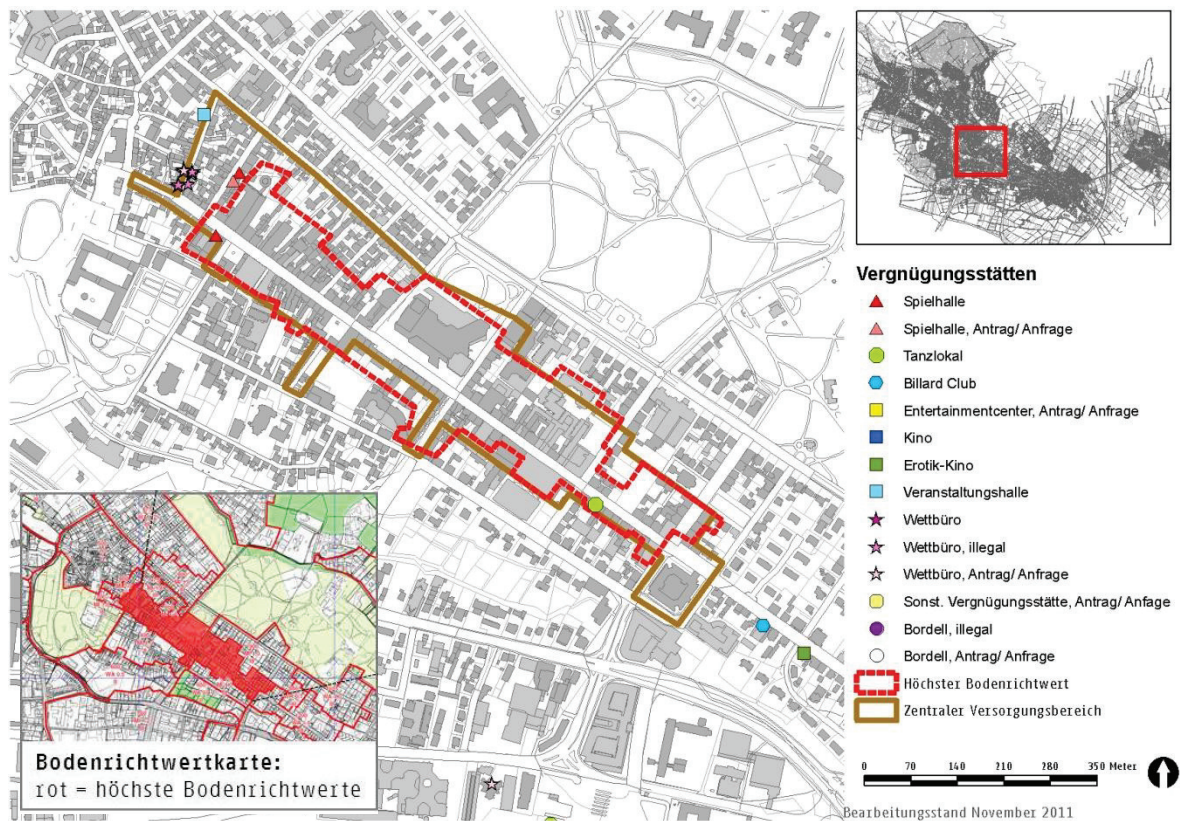 Vergnügungsstätten
Spielhalle
Spielhalle, Antrag/ Anfrage
Tanzlokal
Billard Club
Entertainmentcenter, Antrag/ Anfrage
Kino
Erotik-Kino
Veranstaltungshalle
Wettbüro
Wettbüro, illegal
Wettbüro, Antrag/ Anfrage
Sonst. Vergnügungsstätte, Antrag/ Anfage
Bordell, illegal
Bordell, Antrag/ Anfrage
Höchster Bodenrichtwert
Zentraler Versorgungsbereich
0 70 140 210 280 350 Meter
Bearbeitungsstand November 2011
Bodenrichtwertkarte:
rot = höchste Bodenrichtwerte